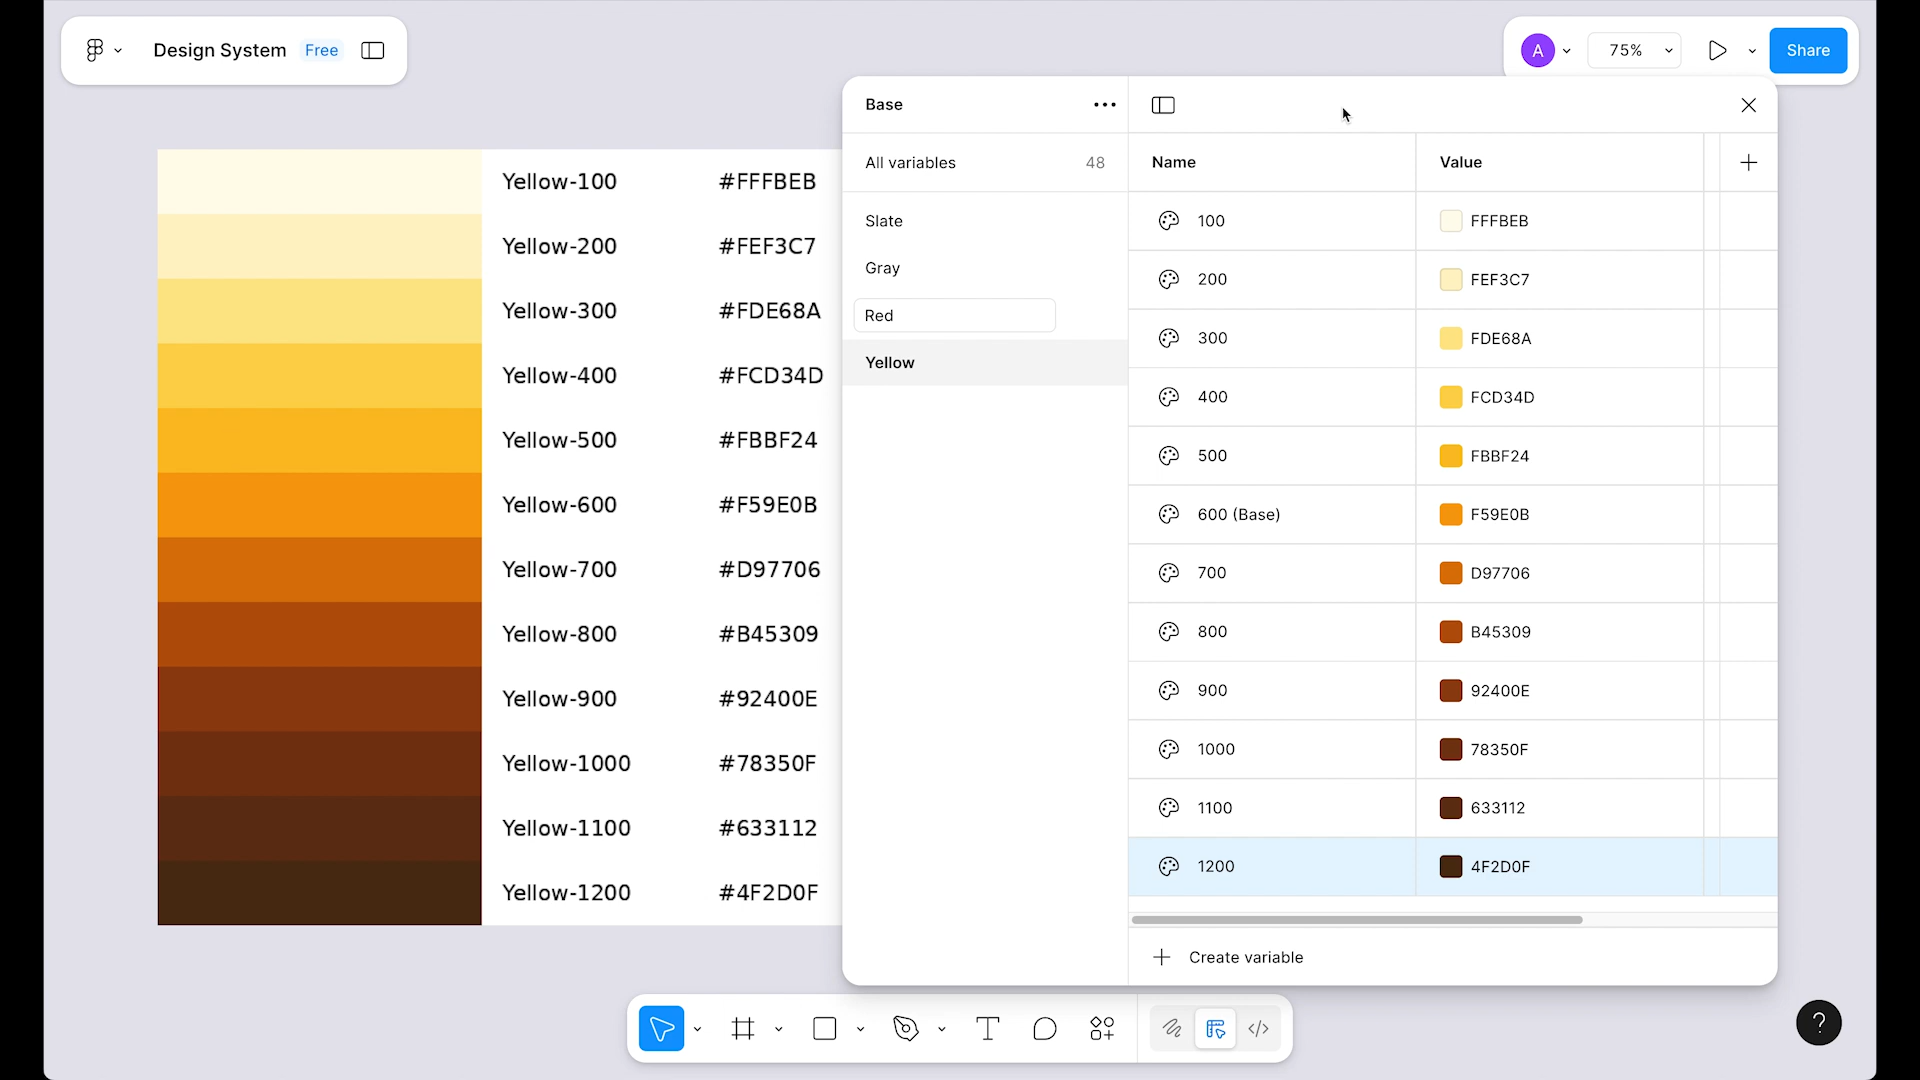 Design System Free
A
75%
Share
Yellow-100 #FFFBEB
Yellow-200 #FEF3C7
Yellow-300 #FDE68A
Yellow-400 #FCD34D
Yellow-500 #FBBF24
Yellow-600 #F59E0B
Yellow-700 #D97706
Yellow-800 #B45309
Yellow-900 #92400E
Yellow-1000 #78350F
Yellow-1100 #633112
Yellow-1200 #4F2D0F
Base
All variables 48
Slate
Gray
Red
Yellow
Name Value
100 FFFBEB
200 FEF3C7
300 FDE68A
400 FCD34D
500 FBBF24
600 (Base) F59E0B
700 D97706
800 B45309
900 92400E
1000 78350F
1100 633112
1200 4F2D0F
Create variable
?